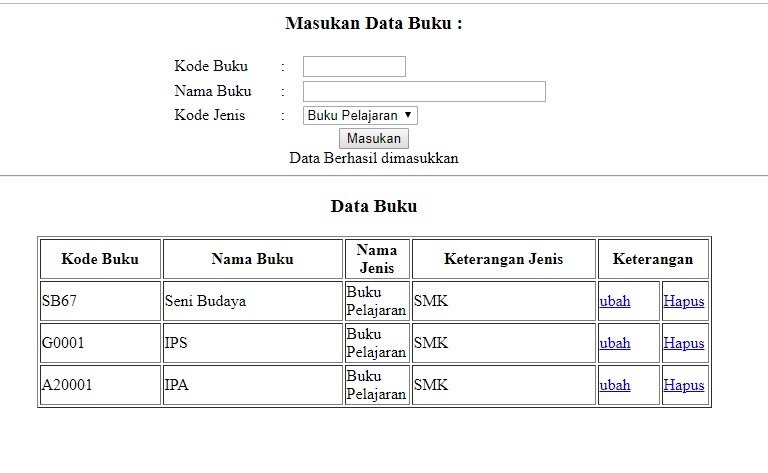 Masukan Data Buku :
Kode Buku :
Nama Buku :
Kode Jenis : Buku Pelajaran
Masukan
Data Berhasil dimasukkan
Data Buku
Kode Buku Nama Buku Nama Jenis Keterangan Jenis Keterangan
SB67 Seni Budaya Buku Pelajaran SMK ubah Hapus
G0001 IPS Buku Pelajaran SMK ubah Hapus
A20001 IPA Buku Pelajaran SMK ubah Hapus